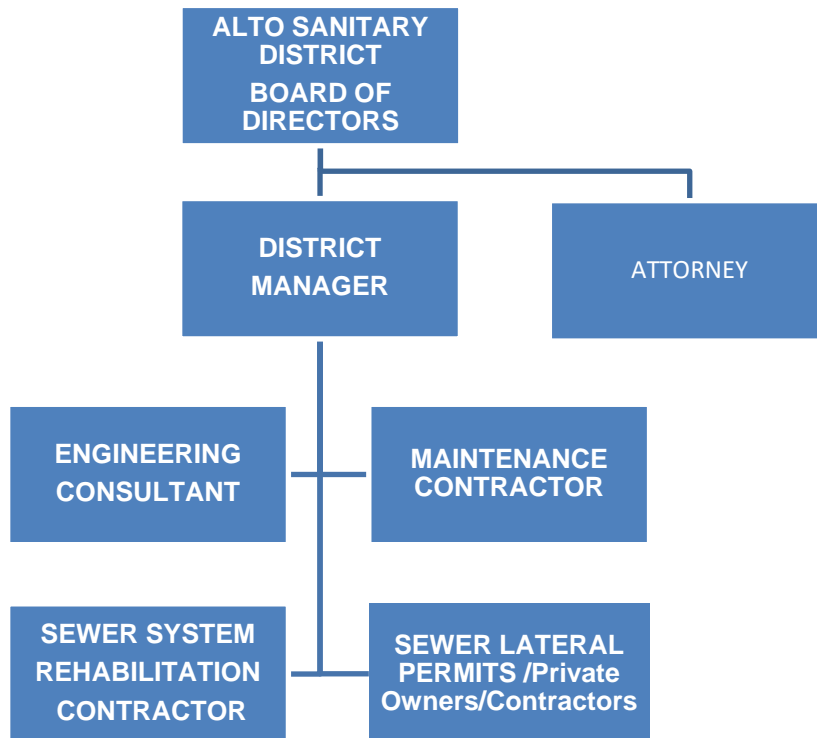 ALTO SANITARY
DISTRICT
BOARD OF
DIRECTORS
DISTRICT
MANAGER
ATTORNEY
ENGINEERING
CONSULTANT
MAINTENANCE
CONTRACTOR
SEWER SYSTEM
REHABILITATION
CONTRACTOR
SEWER LATERAL
PERMITS /Private
Owners/Contractors